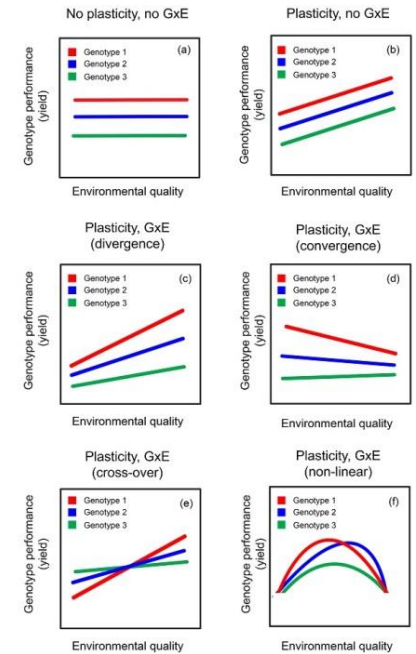 No plasticity, no GxE
Genotype performance
(yield)
(a)
Genotype 1
Genotype 2
Genotype 3
Environmental quality
Plasticity, no GxE
Genotype performance
(yield)
(b)
Genotype 1
Genotype 2
Genotype 3
Environmental quality
Plasticity, GxE
(divergence)
Genotype performance
(yield)
(c)
Genotype 1
Genotype 2
Genotype 3
Environmental quality
Plasticity, GxE
(convergence)
Genotype performance
(yield)
(d)
Genotype 1
Genotype 2
Genotype 3
Environmental quality
Plasticity, GxE
(cross-over)
Genotype performance
(yield)
(e)
Genotype 1
Genotype 2
Genotype 3
Environmental quality
Plasticity, GxE
(non-linear)
Genotype performance
(yield)
(f)
Genotype 1
Genotype 2
Genotype 3
Environmental quality